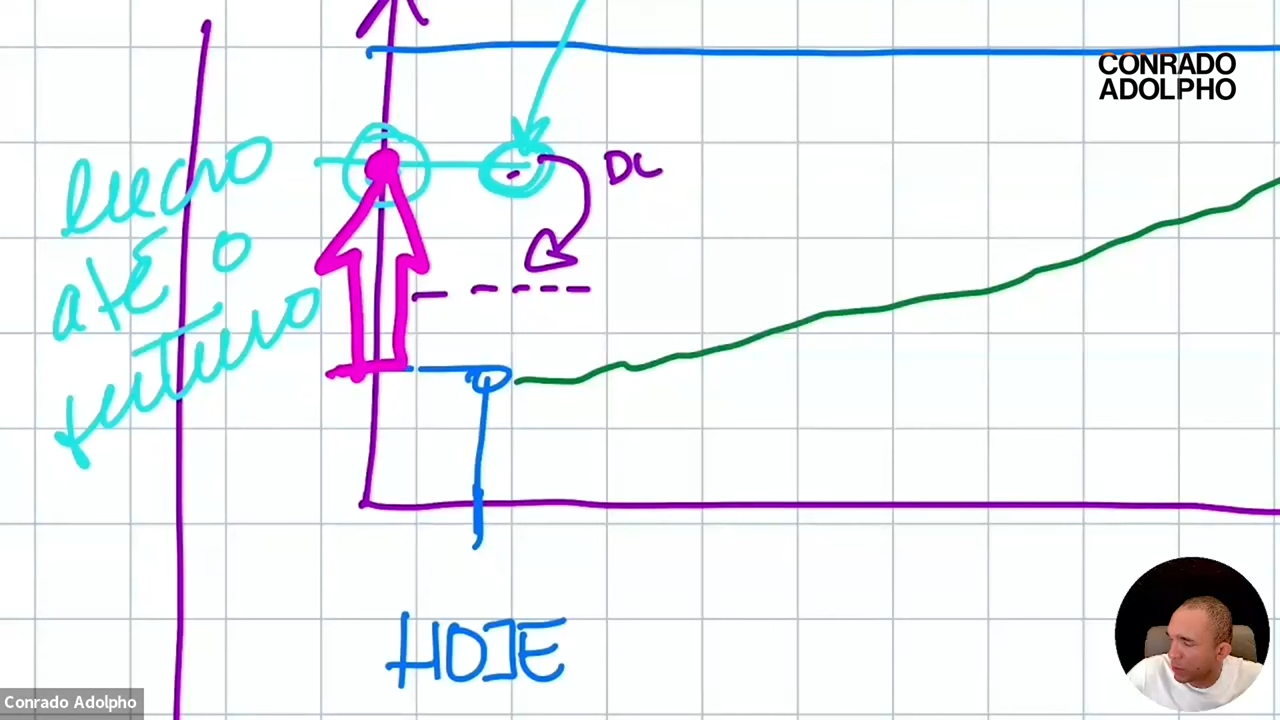 CONRADO
ADOLPHO
lucro
até o
futuro
DC
HOJE
Conrado Adolpho